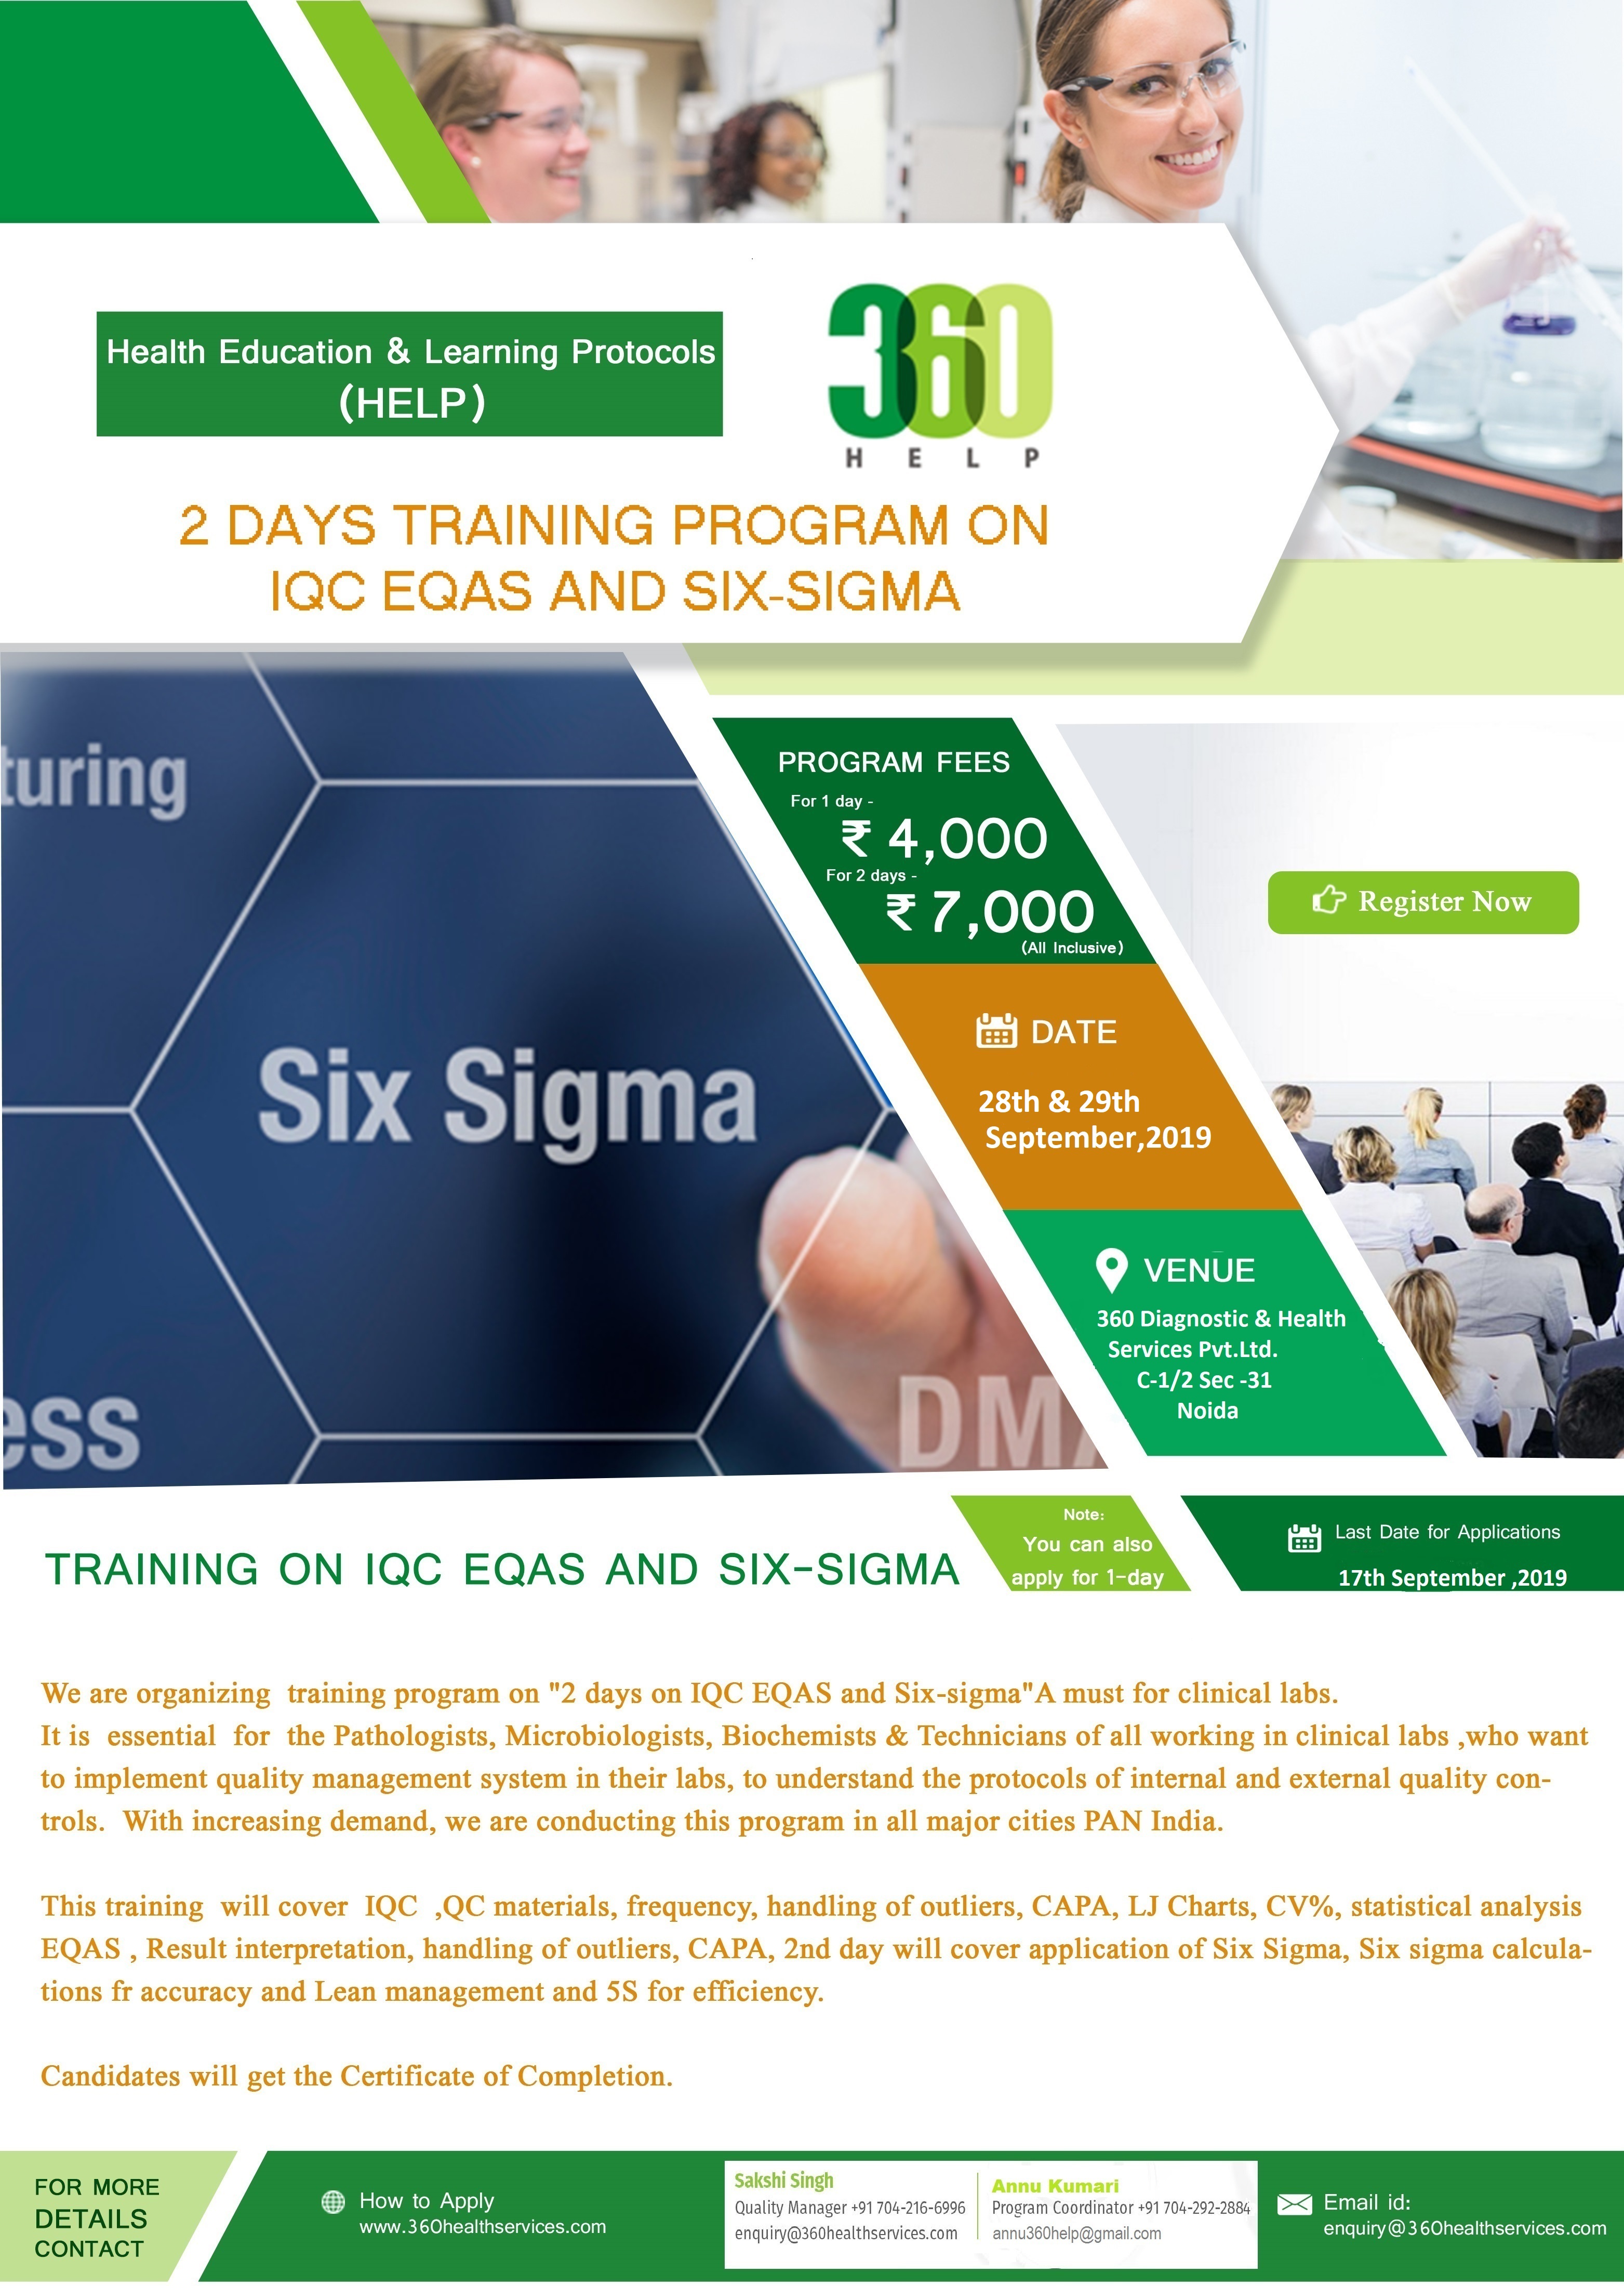 Health Education & Learning Protocols
(HELP)
360
H E L P
2 DAYS TRAINING PROGRAM ON
IQC EQAS AND SIX-SIGMA
turing
Six Sigma
ess
DMA
PROGRAM FEES
For 1 day -
₹ 4,000
For 2 days -
₹ 7,000
(All Inclusive)
Register Now
DATE
28th & 29th
September,2019
VENUE
360 Diagnostic & Health
Services Pvt.Ltd.
C-1/2 Sec -31
Noida
TRAINING ON IQC EQAS AND SIX-SIGMA
Note:
You can also
apply for 1-day
Last Date for Applications
17th September ,2019
We are organizing training program on "2 days on IQC EQAS and Six-sigma"A must for clinical labs.
It is essential for the Pathologists, Microbiologists, Biochemists & Technicians of all working in clinical labs ,who want
to implement quality management system in their labs, to understand the protocols of internal and external quality con-
trols. With increasing demand, we are conducting this program in all major cities PAN India.
This training will cover IQC ,QC materials, frequency, handling of outliers, CAPA, LJ Charts, CV%, statistical analysis
EQAS , Result interpretation, handling of outliers, CAPA, 2nd day will cover application of Six Sigma, Six sigma calcula-
tions fr accuracy and Lean management and 5S for efficiency.
Candidates will get the Certificate of Completion.
FOR MORE
DETAILS
CONTACT
How to Apply
www.360healthservices.com
Sakshi Singh
Quality Manager +91 704-216-6996
enquiry@360healthservices.com
Annu Kumari
Program Coordinator +91 704-292-2884
annu360help@gmail.com
Email id:
enquiry@360healthservices.com